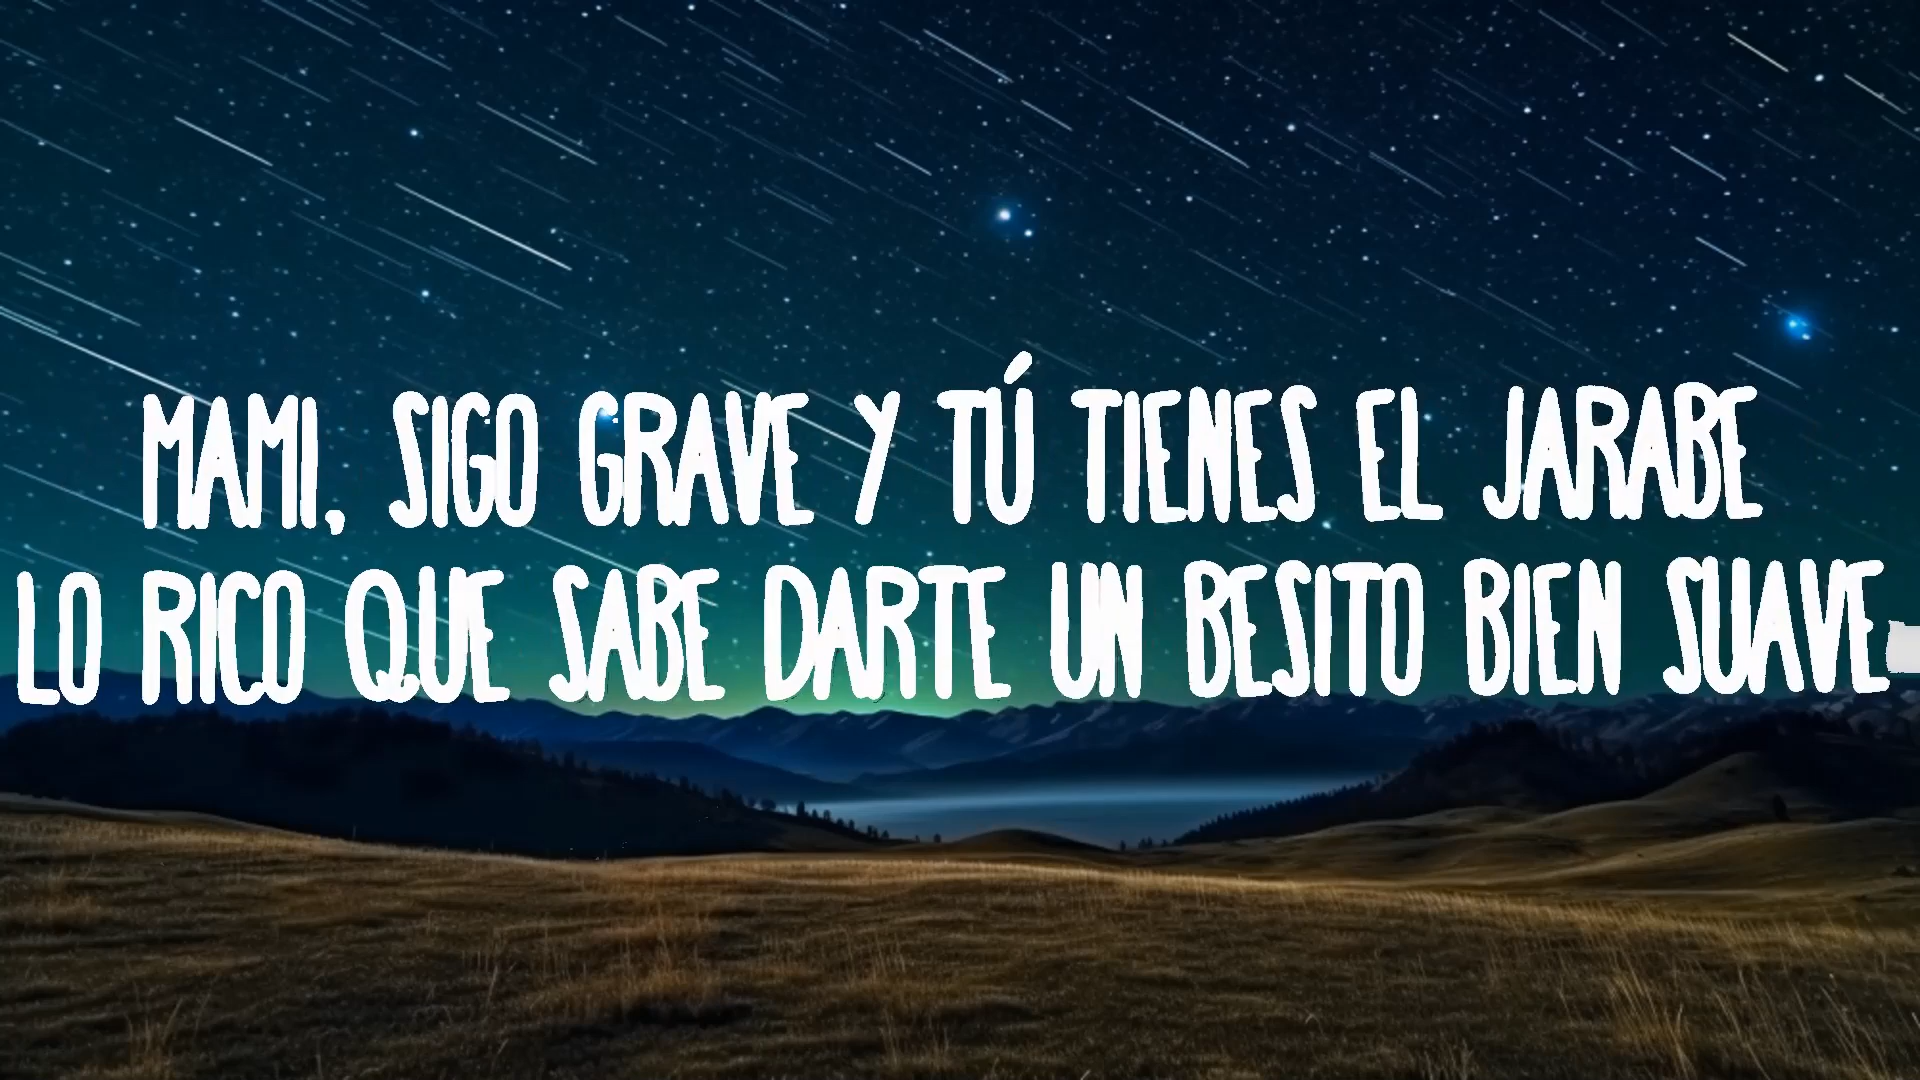 MAMI, SIGO GRAVE Y TÚ TIENES EL JARABE
LO RICO QUE SABE DARTE UN BESITO BIEN SUAVE